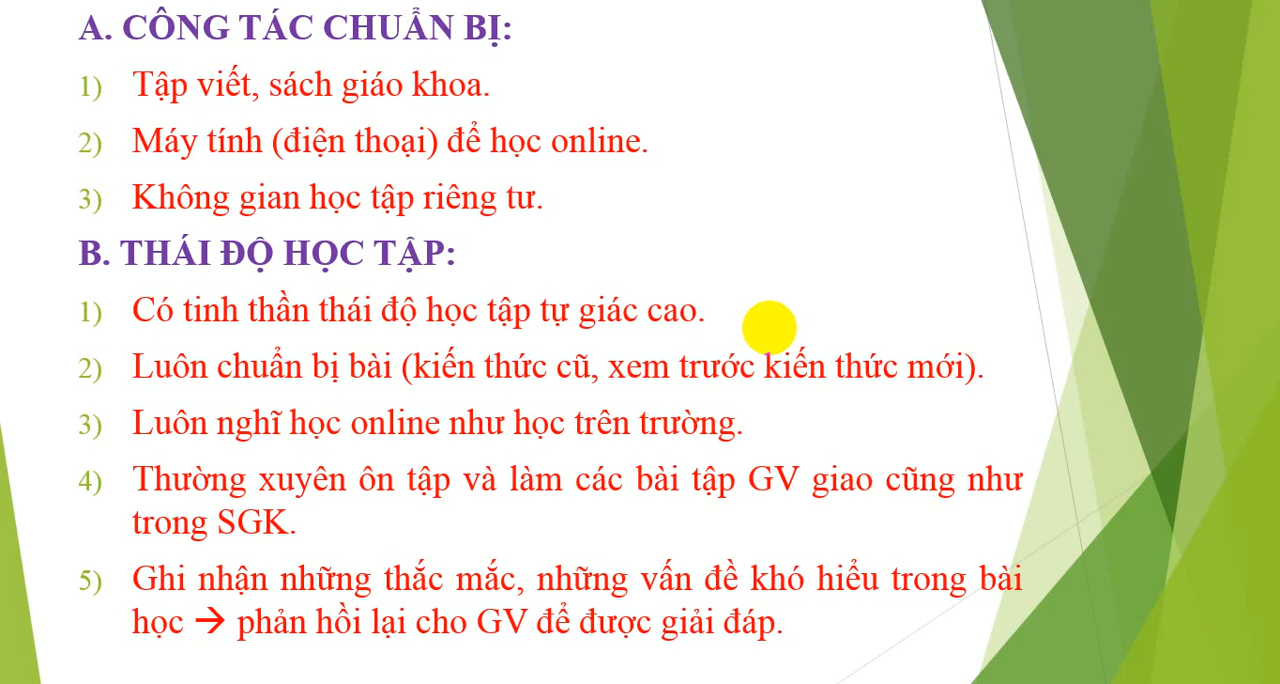 A. CÔNG TÁC CHUẨN BỊ:
1) Tập viết, sách giáo khoa.
2) Máy tính (điện thoại) để học online.
3) Không gian học tập riêng tư.
B. THÁI ĐỘ HỌC TẬP:
1) Có tinh thần thái độ học tập tự giác cao.
2) Luôn chuẩn bị bài (kiến thức cũ, xem trước kiến thức mới).
3) Luôn nghĩ học online như học trên trường.
4) Thường xuyên ôn tập và làm các bài tập GV giao cũng như
trong SGK.
5) Ghi nhận những thắc mắc, những vấn đề khó hiểu trong bài
học → phản hồi lại cho GV để được giải đáp.